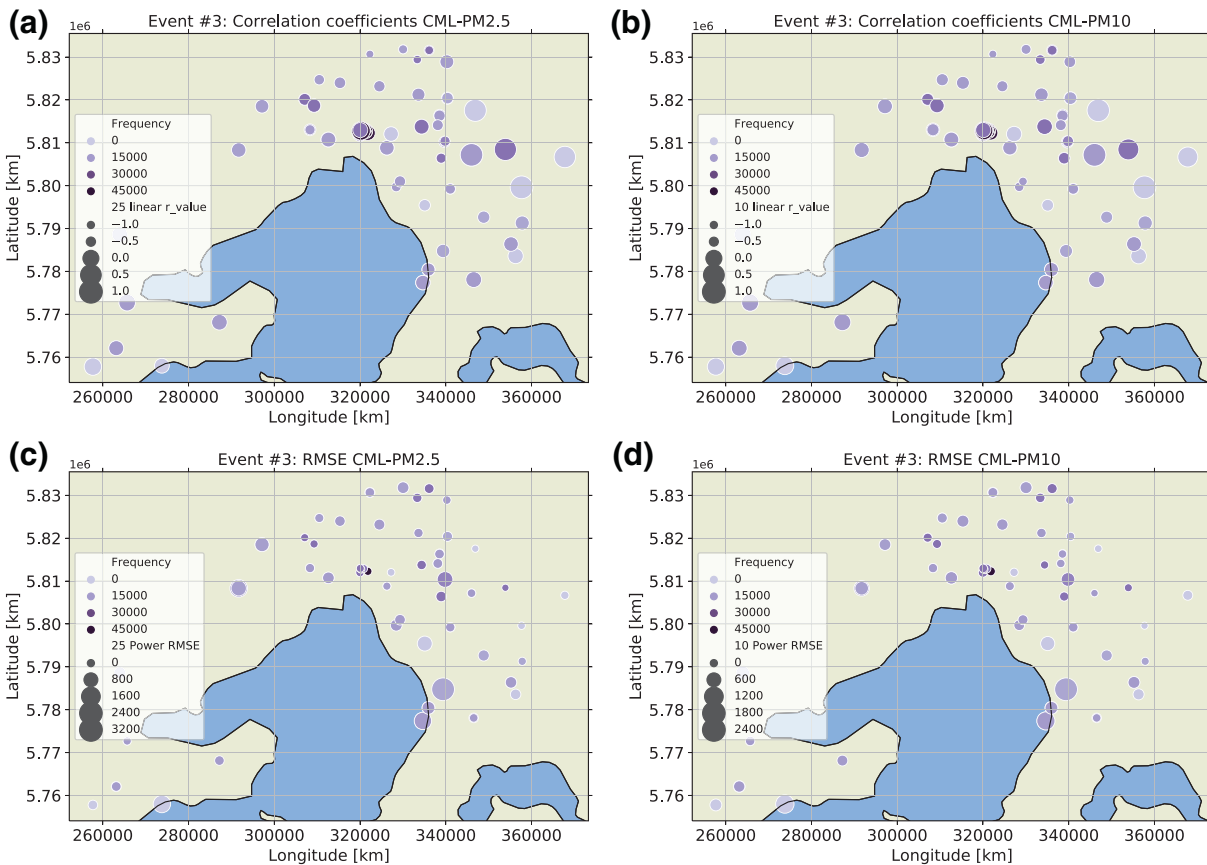 (a)
Event #3: Correlation coefficients CML-PM2.5
1e6
5.83
5.82
5.81
5.80
5.79
5.78
5.77
5.76
Latitude [km]
Frequency
0
15000
30000
45000
25 linear r_value
−1.0
−0.5
0.0
0.5
1.0
260000 280000 300000 320000 340000 360000
Longitude [km]
(b)
Event #3: Correlation coefficients CML-PM10
1e6
5.83
5.82
5.81
5.80
5.79
5.78
5.77
5.76
Latitude [km]
Frequency
0
15000
30000
45000
10 linear r_value
−1.0
−0.5
0.0
0.5
1.0
260000 280000 300000 320000 340000 360000
Longitude [km]
(c)
Event #3: RMSE CML-PM2.5
1e6
5.83
5.82
5.81
5.80
5.79
5.78
5.77
5.76
Latitude [km]
Frequency
0
15000
30000
45000
25 Power RMSE
0
800
1600
2400
3200
260000 280000 300000 320000 340000 360000
Longitude [km]
(d)
Event #3: RMSE CML-PM10
1e6
5.83
5.82
5.81
5.80
5.79
5.78
5.77
5.76
Latitude [km]
Frequency
0
15000
30000
45000
10 Power RMSE
0
600
1200
1800
2400
260000 280000 300000 320000 340000 360000
Longitude [km]